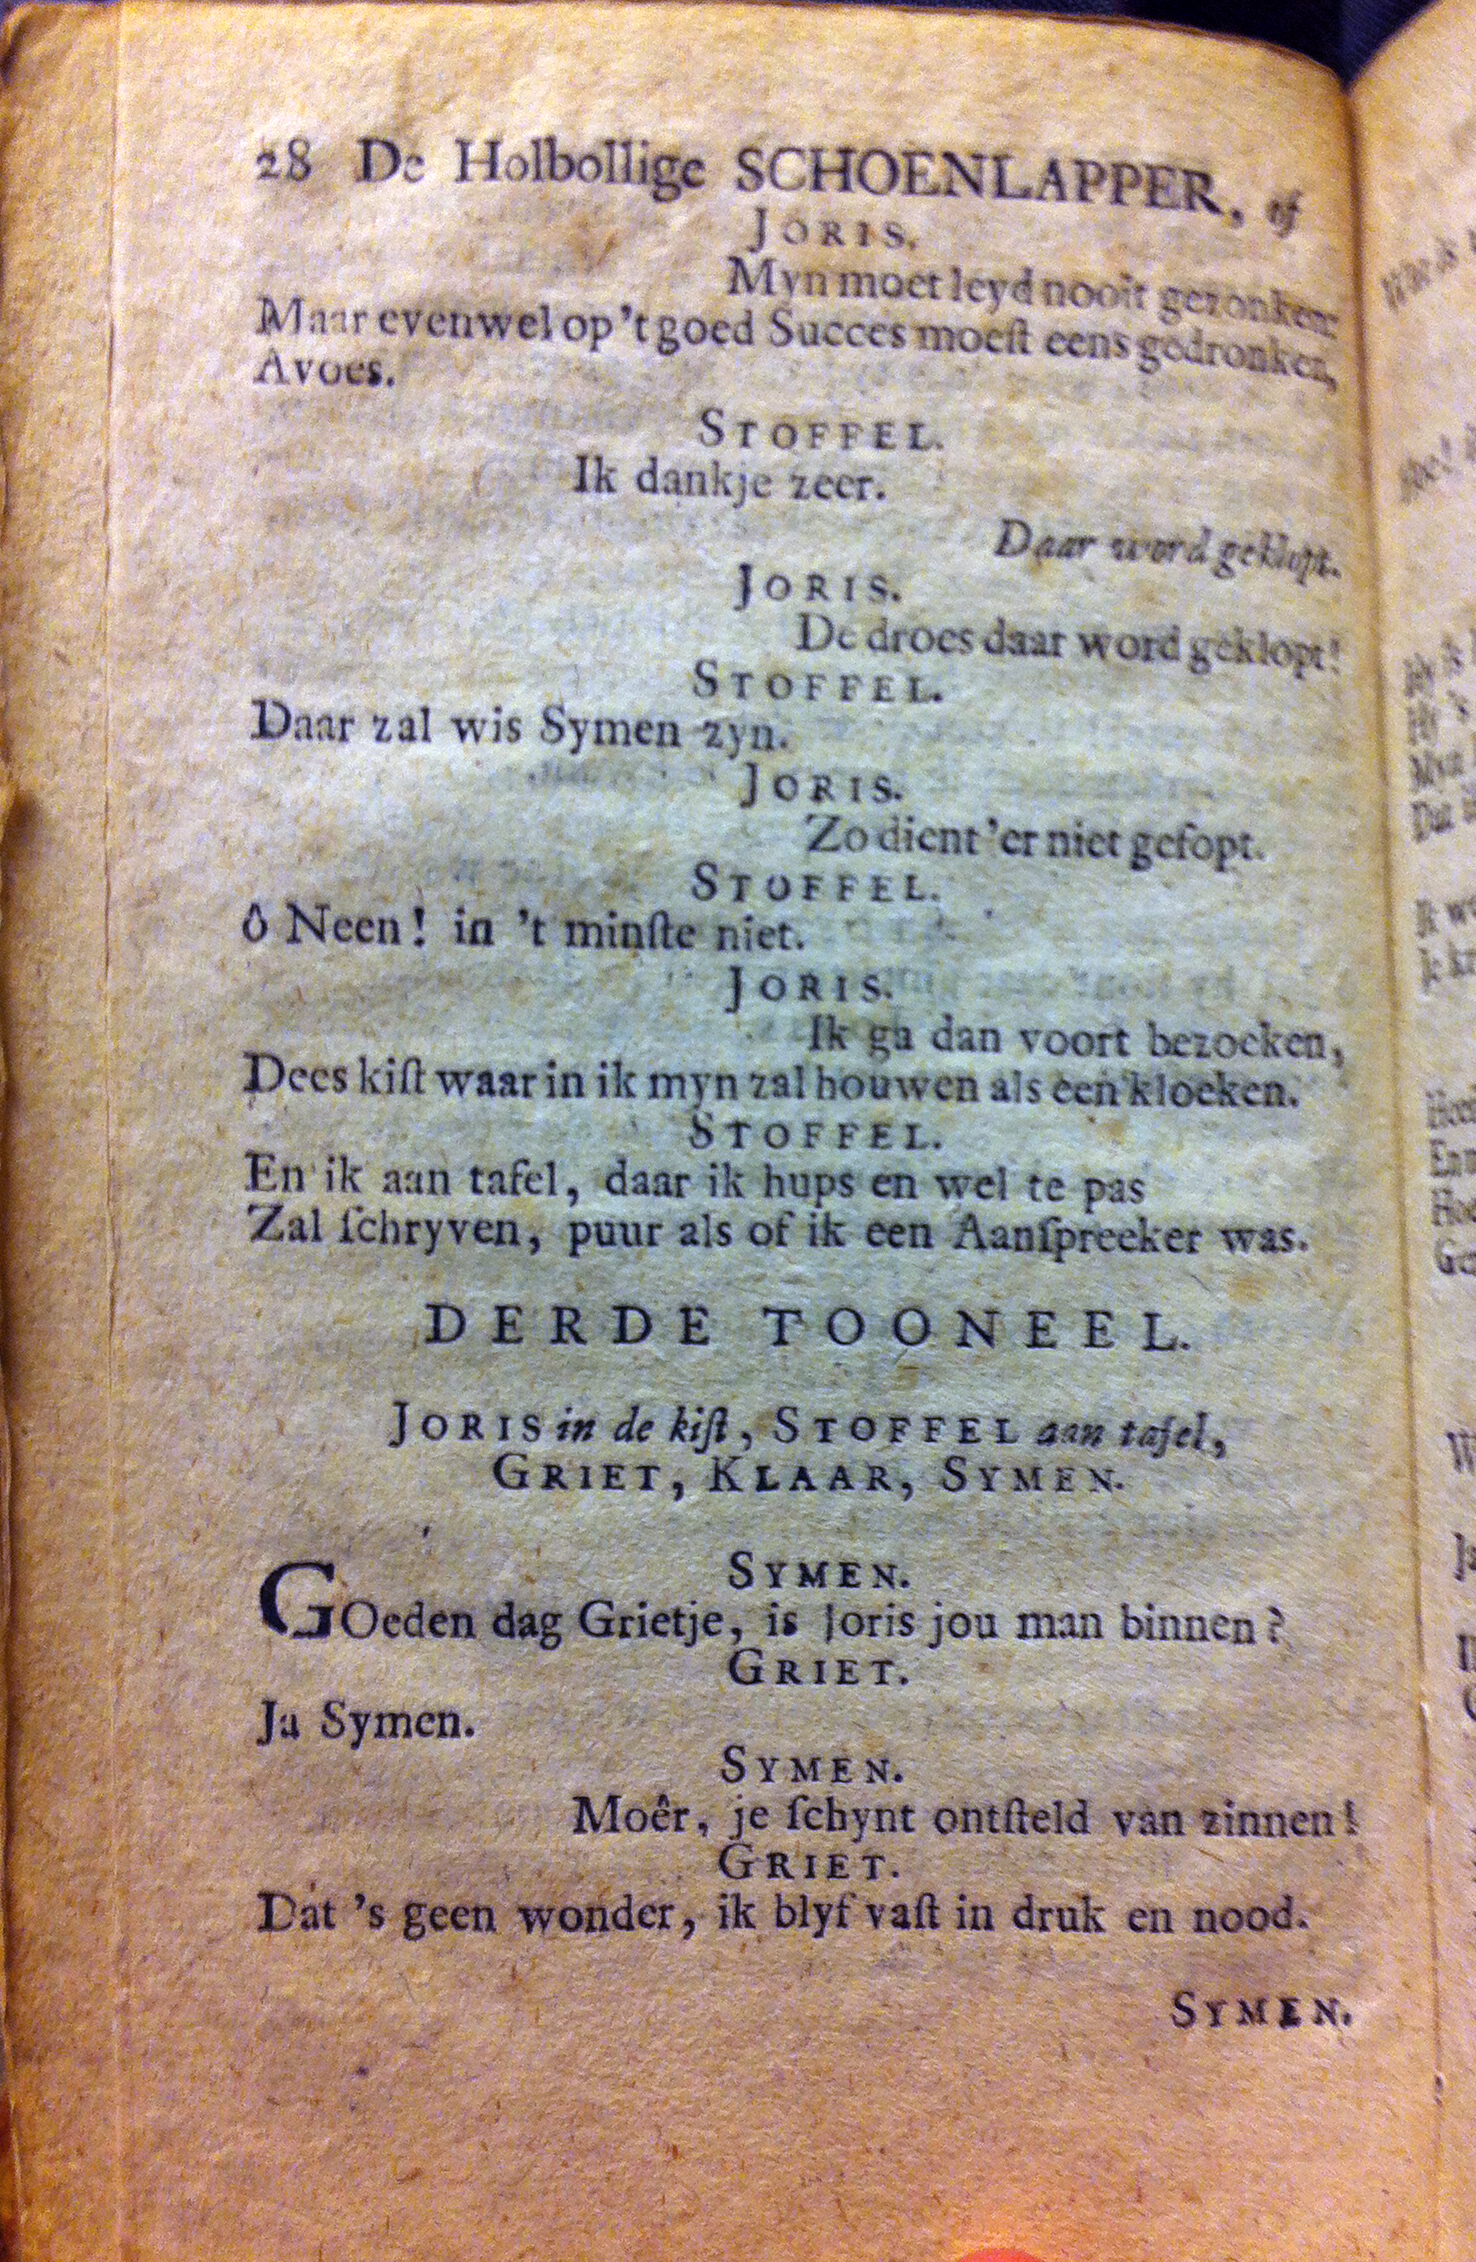 28 De Holbollige SCHOENLAPPER, of
JORIS.
Myn moet leyd nooit gezonken:
Maar evenwel op 't goed Succes moeſt eens gedronken,
Avoes.
STOFFEL.
Ik dankje zeer.
Daar word geklopt.
JORIS.
De droes daar word geklopt!
STOFFEL.
Daar zal wis Symen zyn.
JORIS.
Zo dient 'er niet geſopt.
STOFFEL.
ô Neen! in 't minſte niet.
JORIS.
Ik ga dan voort bezoeken,
Dees kiſt waar in ik myn zal houwen als een kloeken.
STOFFEL.
En ik aan tafel, daar ik hups en wel te pas
Zal ſchryven, puur als of ik een Aanſpreeker was.
DERDE TOONEEL.
JORIS in de kiſt, STOFFEL aan tafel,
GRIET, KLAAR, SYMEN.
SYMEN.
GOeden dag Grietje, is Joris jou man binnen?
GRIET.
Ja Symen.
SYMEN.
Moêr, je ſchynt ontſteld van zinnen!
GRIET.
Dat 's geen wonder, ik blyf vaſt in druk en nood.
SYMEN.